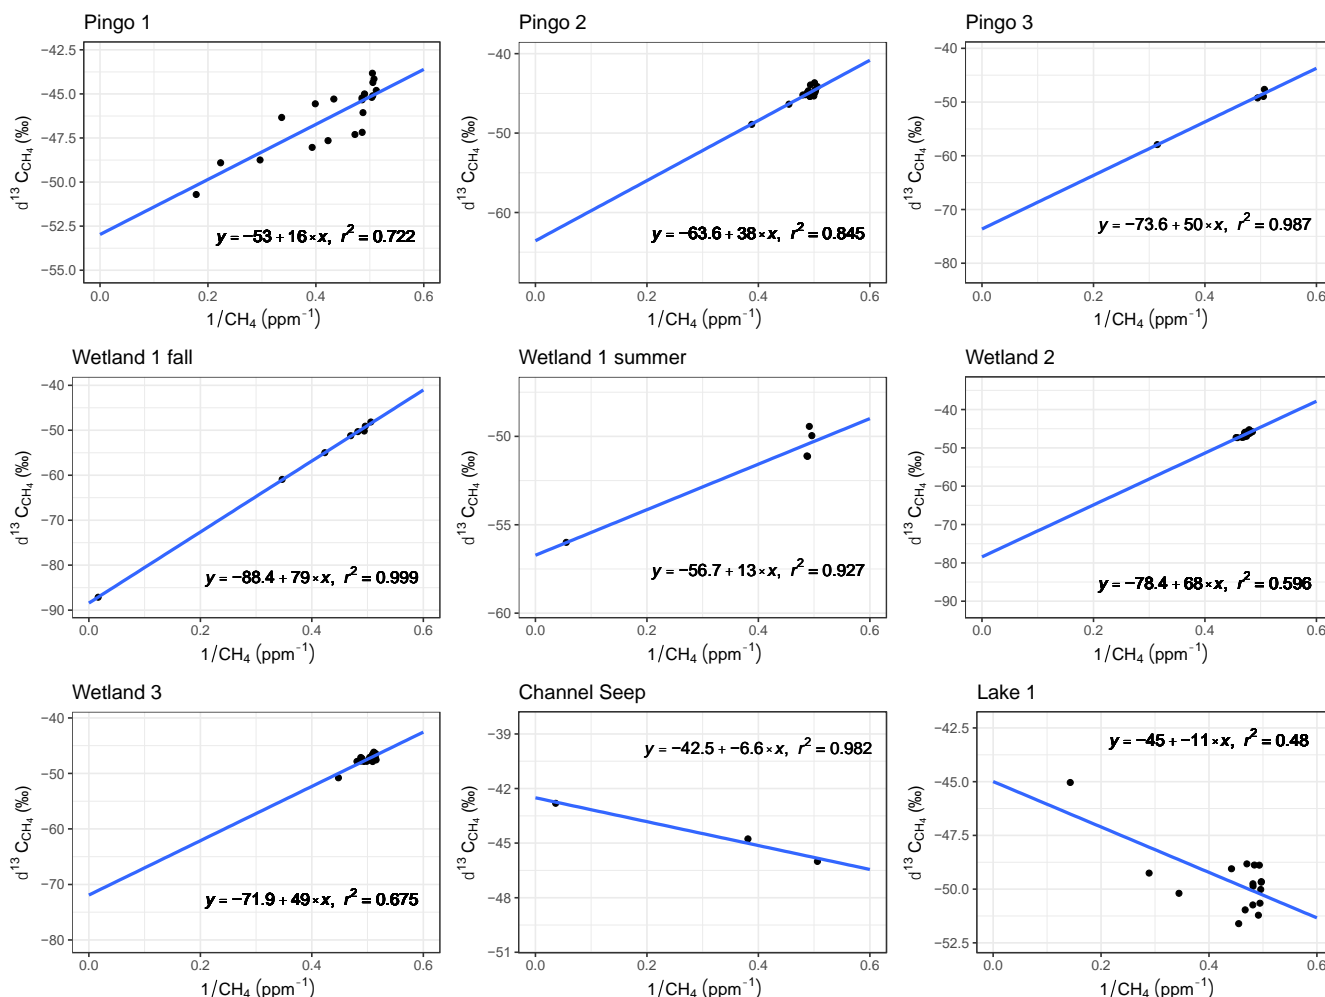 Pingo 1
−42.5
−45.0
−47.5
−50.0
−52.5
−55.0
d¹³ C_CH₄ (‰)
y = −53 + 16 × x, r² = 0.722
0.0 0.2 0.4 0.6
1/CH₄ (ppm⁻¹)
Pingo 2
−40
−50
−60
d¹³ C_CH₄ (‰)
y = −63.6 + 38 × x, r² = 0.845
0.0 0.2 0.4 0.6
1/CH₄ (ppm⁻¹)
Pingo 3
−40
−50
−60
−70
−80
d¹³ C_CH₄ (‰)
y = −73.6 + 50 × x, r² = 0.987
0.0 0.2 0.4 0.6
1/CH₄ (ppm⁻¹)
Wetland 1 fall
−40
−50
−60
−70
−80
−90
d¹³ C_CH₄ (‰)
y = −88.4 + 79 × x, r² = 0.999
0.0 0.2 0.4 0.6
1/CH₄ (ppm⁻¹)
Wetland 1 summer
−50
−55
−60
d¹³ C_CH₄ (‰)
y = −56.7 + 13 × x, r² = 0.927
0.0 0.2 0.4 0.6
1/CH₄ (ppm⁻¹)
Wetland 2
−40
−50
−60
−70
−80
−90
d¹³ C_CH₄ (‰)
y = −78.4 + 68 × x, r² = 0.596
0.0 0.2 0.4 0.6
1/CH₄ (ppm⁻¹)
Wetland 3
−40
−50
−60
−70
−80
d¹³ C_CH₄ (‰)
y = −71.9 + 49 × x, r² = 0.675
0.0 0.2 0.4 0.6
1/CH₄ (ppm⁻¹)
Channel Seep
−39
−42
−45
−48
−51
d¹³ C_CH₄ (‰)
y = −42.5 + −6.6 × x, r² = 0.982
0.0 0.2 0.4 0.6
1/CH₄ (ppm⁻¹)
Lake 1
−42.5
−45.0
−47.5
−50.0
−52.5
d¹³ C_CH₄ (‰)
y = −45 + −11 × x, r² = 0.48
0.0 0.2 0.4 0.6
1/CH₄ (ppm⁻¹)